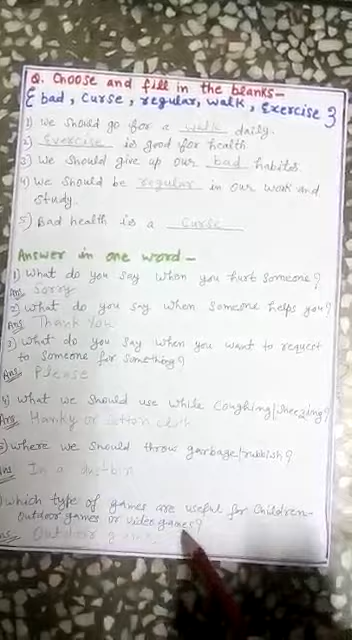 Q. Choose and fill in the blanks-
{ bad, Curse, regular, walk, Exercise }
1) We should go for a walk daily.
2) Exercise is good for health
3) We should give up our bad habits.
4) We should be regular in our work and
study.
5) Bad health is a Curse
Answer in one word-
1) What do you say when you hurt someone?
Ans Sorry
2) What do you say when someone helps you?
Ans Thank You
3) What do you say when you want to request
to someone for something?
Ans. Please
4) What we should use while Coughing/sneezing?
Ans Hanky or cotton cloth
5) Where we should throw garbage/rubbish?
Ans In a dustbin
) Which type of games are useful for Children-
Outdoor games or Video games?
Ans. Outdoor games